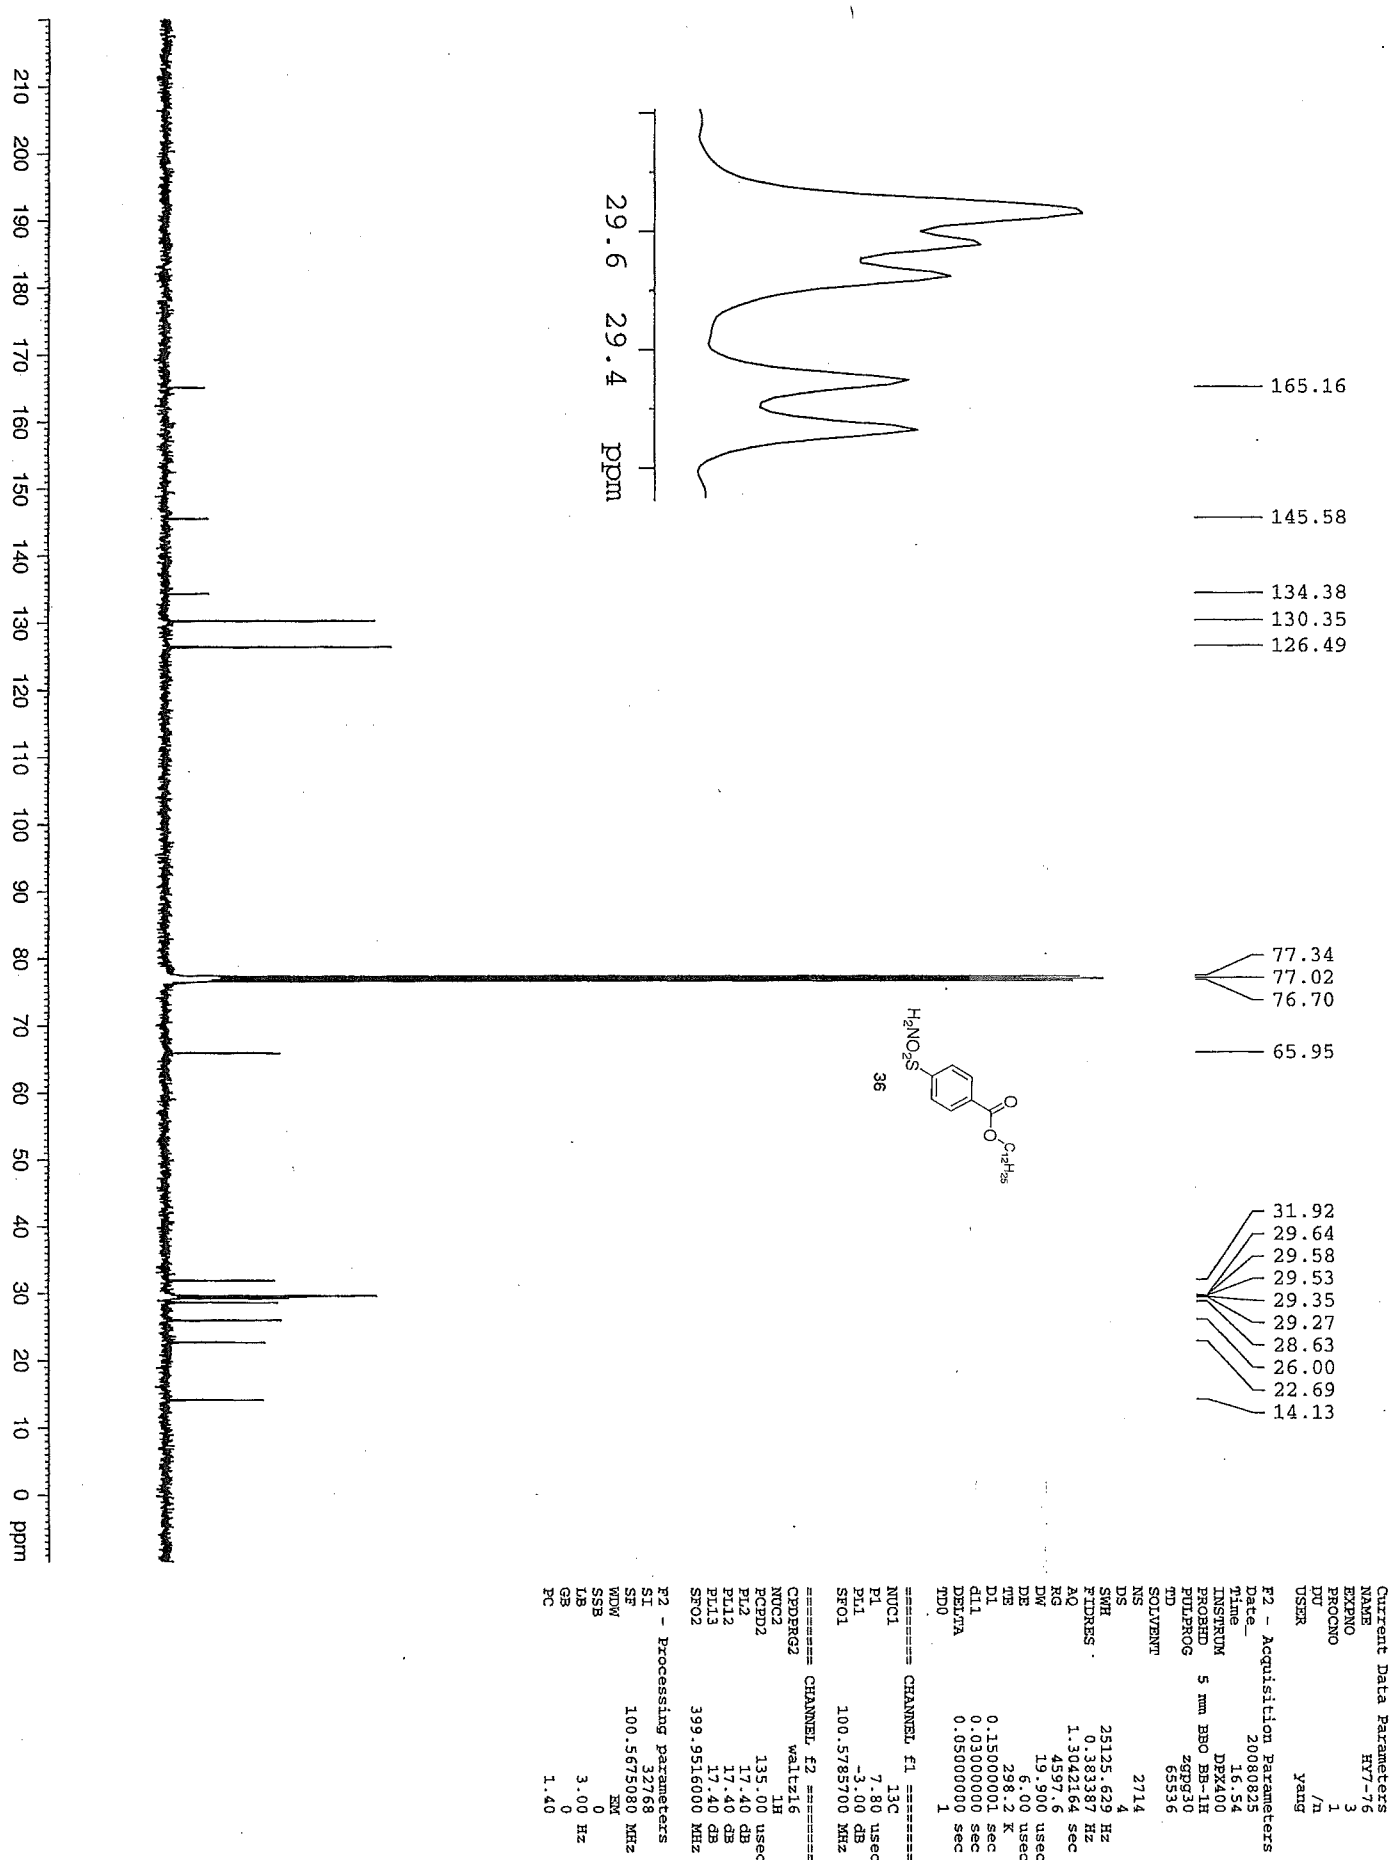 165.16
145.58
134.38
130.35
126.49
77.34
77.02
76.70
65.95
31.92
29.64
29.58
29.53
29.35
29.27
28.63
26.00
22.69
14.13
29.6 29.4 ppm
H2NO2S
O
O
C12H25
36
210 200 190 180 170 160 150 140 130 120 110 100 90 80 70 60 50 40 30 20 10 0 ppm
Current Data Parameters
NAME HY7-76
EXPNO 3
PROCNO 1
DU /n
USER yang
F2 - Acquisition Parameters
Date_ 20080825
Time 16.54
INSTRUM DPX400
PROBHD 5 mm BBO BB-1H
PULPROG zgpg30
TD 65536
SOLVENT
NS 2714
DS 4
SWH 25125.629 Hz
FIDRES 0.383387 Hz
AQ 1.3042164 sec
RG 4597.6
DW 19.900 usec
DE 6.00 usec
TE 298.2 K
D1 0.15000001 sec
d11 0.03000000 sec
DELTA 0.05000000 sec
TD0 1
======== CHANNEL f1 ========
NUC1 13C
P1 7.80 usec
PL1 -3.00 dB
SFO1 100.5785700 MHz
======== CHANNEL f2 ========
CPDPRG2 waltz16
NUC2 1H
PCPD2 135.00 usec
PL2 17.40 dB
PL12 17.40 dB
PL13 17.40 dB
SFO2 399.9516000 MHz
F2 - Processing parameters
SI 32768
SF 100.5675080 MHz
WDW EM
SSB 0
LB 3.00 Hz
GB 0
PC 1.40